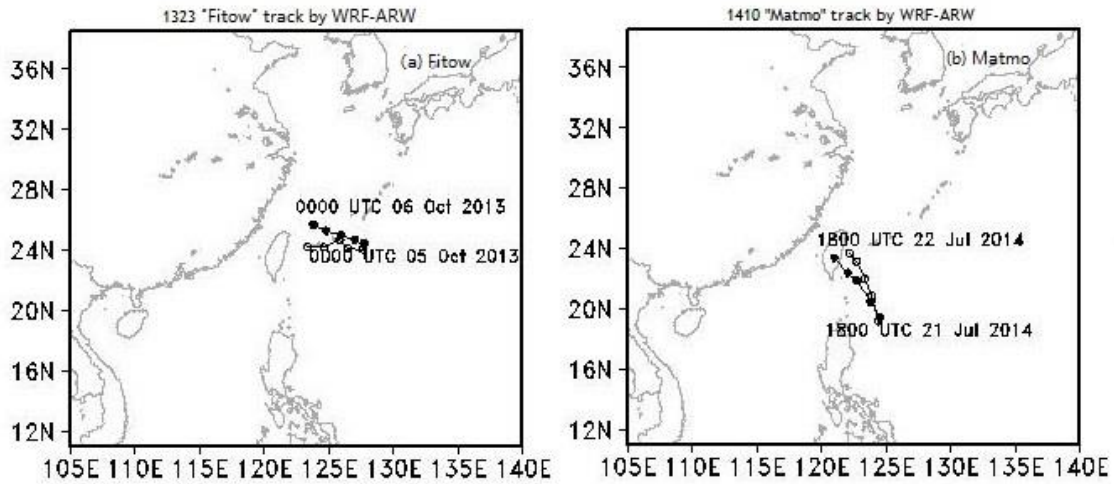 1323 "Fitow" track by WRF-ARW
(a) Fitow
36N
32N
28N
24N
20N
16N
12N
0000 UTC 06 Oct 2013
0000 UTC 05 Oct 2013
105E 110E 115E 120E 125E 130E 135E 140E
1410 "Matmo" track by WRF-ARW
(b) Matmo
36N
32N
28N
24N
20N
16N
12N
1800 UTC 22 Jul 2014
1800 UTC 21 Jul 2014
105E 110E 115E 120E 125E 130E 135E 140E